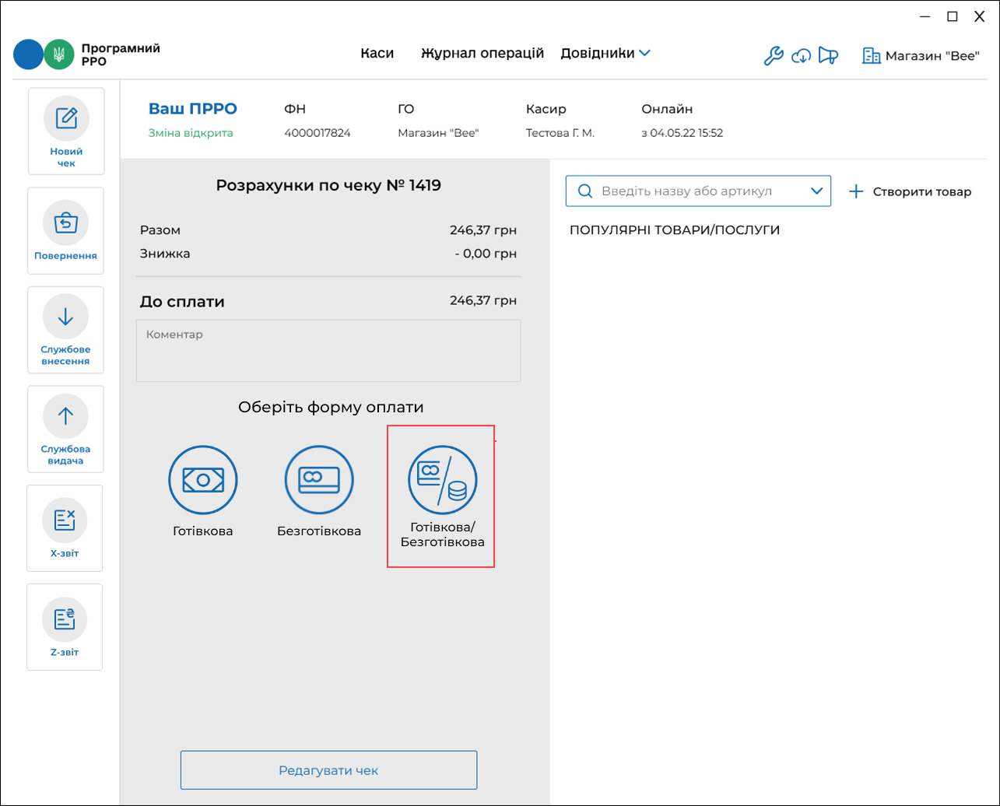 Програмний
РРО
Каси
Журнал операцій
Довідники
Магазин "Bee"
Новий
чек
Повернення
Службове
внесення
Службова
видача
X-звіт
Z-звіт
Ваш ПРРО
Зміна відкрита
ФН
4000017824
ГО
Магазин "Bee"
Касир
Тестова Г. М.
Онлайн
з 04.05.22 15:52
Розрахунки по чеку № 1419
Разом 246,37 грн
Знижка - 0,00 грн
До сплати 246,37 грн
Коментар
Оберіть форму оплати
Готівкова
Безготівкова
Готівкова/
Безготівкова
Редагувати чек
Введіть назву або артикул
Створити товар
ПОПУЛЯРНІ ТОВАРИ/ПОСЛУГИ